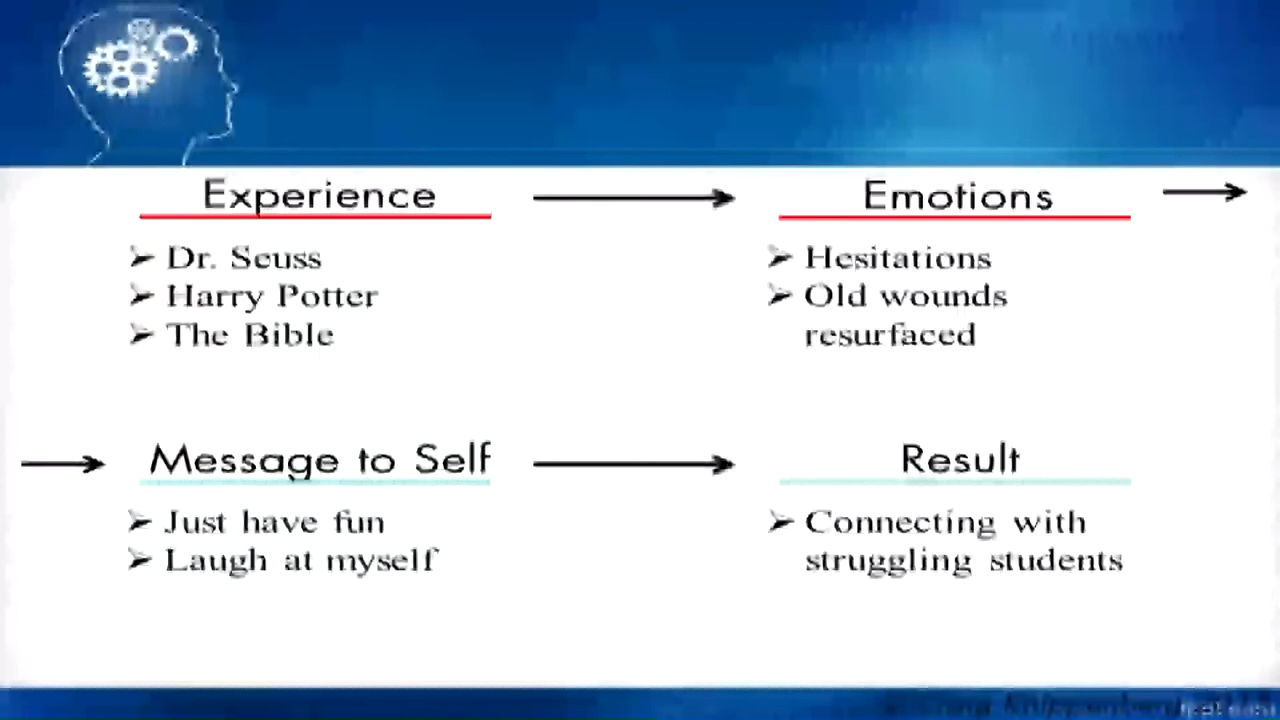 Experience
Emotions
➢ Dr. Seuss
➢ Harry Potter
➢ The Bible
➢ Hesitations
➢ Old wounds
resurfaced
Message to Self
Result
➢ Just have fun
➢ Laugh at myself
➢ Connecting with
struggling students